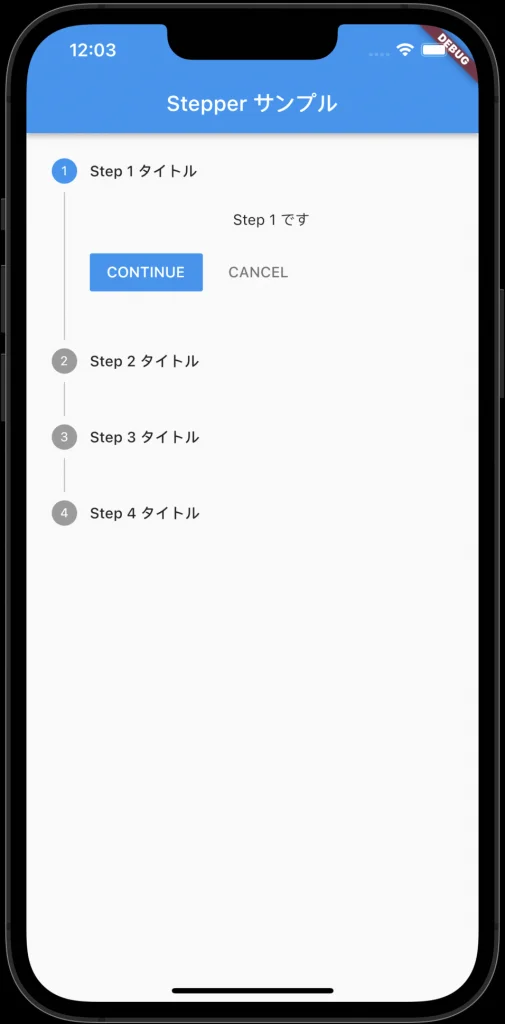 12:03
DEBUG
Stepper サンプル
1 Step 1 タイトル
Step 1 です
CONTINUE CANCEL
2 Step 2 タイトル
3 Step 3 タイトル
4 Step 4 タイトル